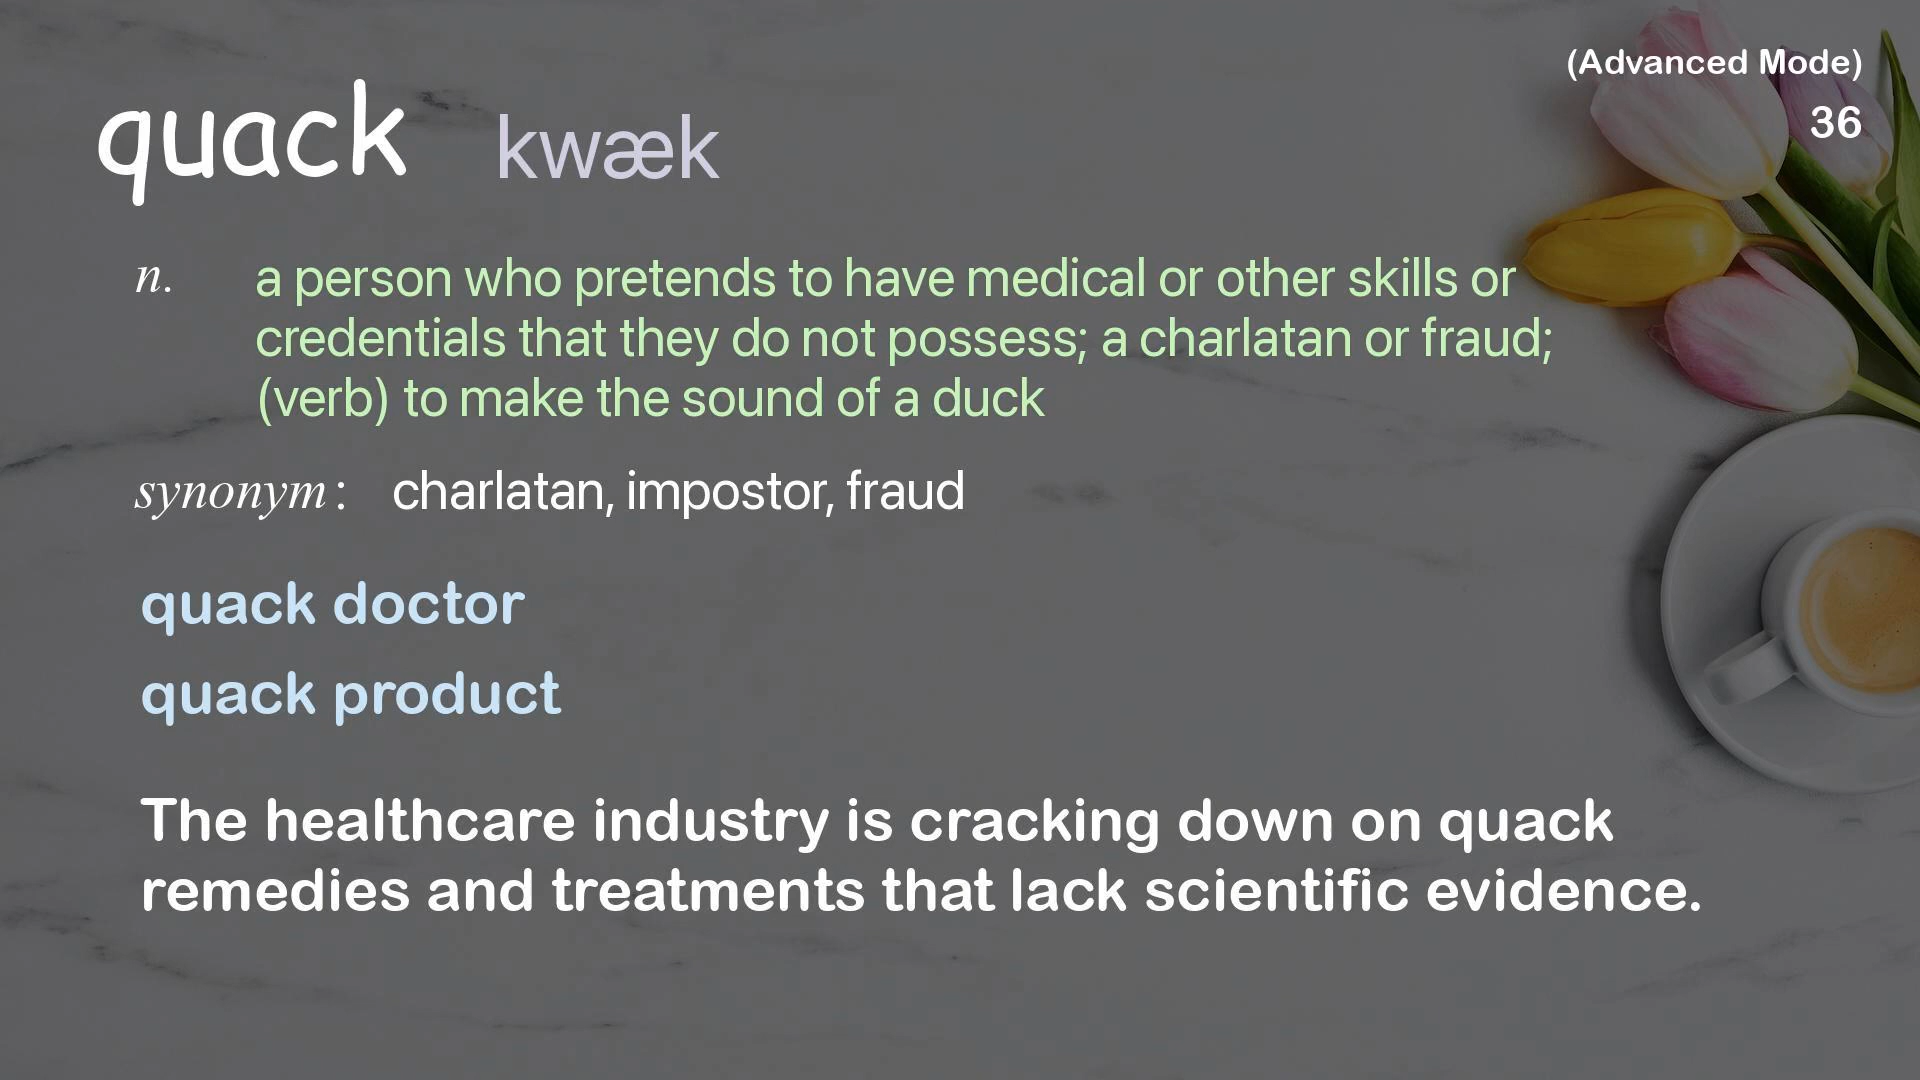 (Advanced Mode)
36
quack kwæk
n. a person who pretends to have medical or other skills or
credentials that they do not possess; a charlatan or fraud;
(verb) to make the sound of a duck
synonym: charlatan, impostor, fraud
quack doctor
quack product
The healthcare industry is cracking down on quack
remedies and treatments that lack scientific evidence.